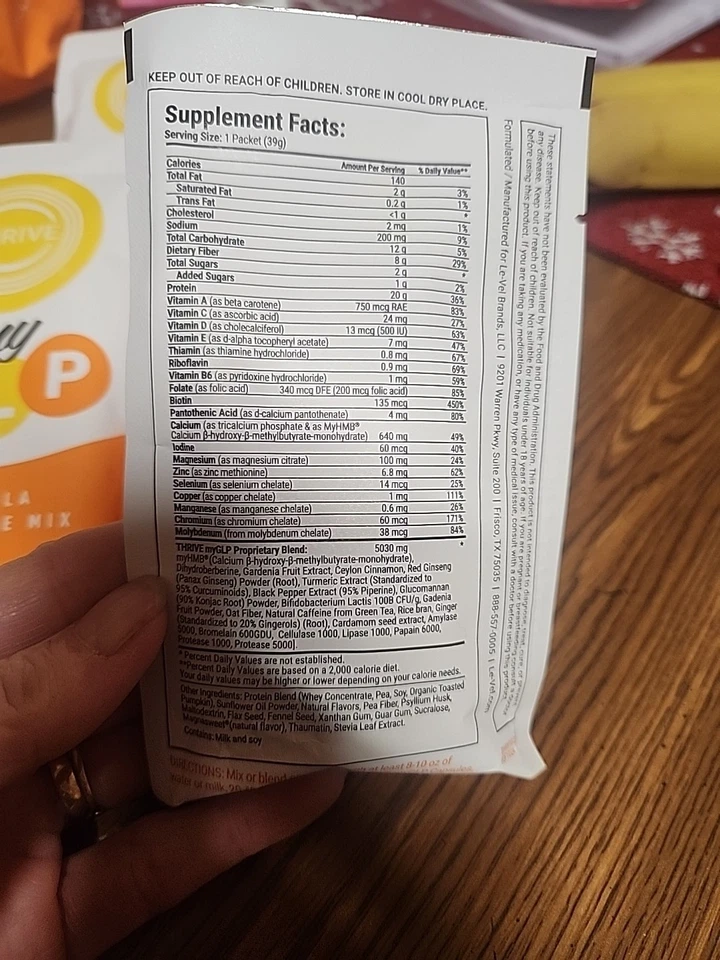 KEEP OUT OF REACH OF CHILDREN. STORE IN COOL DRY PLACE.
Supplement Facts:
Serving Size: 1 Packet (39g)
Amount Per Serving % Daily Value**
Calories 140
Total Fat 2 g 3%
Saturated Fat 0.2 g 1%
Trans Fat <1 g *
Cholesterol 2 mg 1%
Sodium 200 mg 9%
Total Carbohydrate 12 g 5%
Dietary Fiber 8 g 29%
Total Sugars 2 g *
Added Sugars 1 g 2%
Protein 20 g 36%
Vitamin A (as beta carotene) 750 mcg RAE 83%
Vitamin C (as ascorbic acid) 24 mg 27%
Vitamin D (as cholecalciferol) 13 mcg (500 IU) 63%
Vitamin E (as d-alpha tocopheryl acetate) 7 mg 47%
Thiamin (as thiamine hydrochloride) 0.8 mg 67%
Riboflavin 0.9 mg 69%
Vitamin B6 (as pyridoxine hydrochloride) 1 mg 59%
Folate (as folic acid) 340 mcg DFE (200 mcg folic acid) 85%
Biotin 135 mcg 450%
Pantothenic Acid (as d-calcium pantothenate) 4 mg 80%
Calcium (as tricalcium phosphate & as MyHMB®
Calcium β-hydroxy-β-methylbutyrate-monohydrate) 640 mg 49%
Iodine 60 mcg 40%
Magnesium (as magnesium citrate) 100 mg 24%
Zinc (as zinc methionine) 6.8 mg 62%
Selenium (as selenium chelate) 14 mcg 25%
Copper (as copper chelate) 1 mg 111%
Manganese (as manganese chelate) 0.6 mg 26%
Chromium (as chromium chelate) 60 mcg 171%
Molybdenum (from molybdenum chelate) 38 mcg 84%
THRIVE myGLP Proprietary Blend: 5030 mg *
myHMB® (Calcium β-hydroxy-β-methylbutyrate-monohydrate),
Dihydroberberine, Gardenia Fruit Extract, Ceylon Cinnamon, Red Ginseng
(Panax Ginseng) Powder (Root), Turmeric Extract (Standardized to
95% Curcuminoids), Black Pepper Extract (95% Piperine), Glucomannan
(90% Konjac Root) Powder, Bifidobacterium Lactis 100B CFU/g, Gadenia
Fruit Powder, Oat Fiber, Natural Caffeine from Green Tea, Rice bran, Ginger
(Standardized to 20% Gingerols) (Root), Cardamom seed extract, Amylase
5000, Bromelain 600GDU, Cellulase 1000, Lipase 1000, Papain 6000,
Protease 1000, Protease 5000].
* Percent Daily Values are not established.
**Percent Daily Values are based on a 2,000 calorie diet.
Your daily values may be higher or lower depending on your calorie needs.
Other Ingredients: Protein Blend (Whey Concentrate, Pea, Soy, Organic Toasted
Pumpkin), Sunflower Oil Powder, Natural Flavors, Pea Fiber, Psyllium Husk,
Maltodextrin, Flax Seed, Fennel Seed, Xanthan Gum, Guar Gum, Sucralose,
Magnasweet® (natural flavor), Thaumatin, Stevia Leaf Extract.
Contains: Milk and soy
DIRECTIONS: Mix or blend at least 8-10 oz of
water or milk
These statements have not been evaluated by the Food and Drug Administration. This product is not intended to diagnose, treat, cure, or prevent
any disease. Keep out of reach of children. Not suitable for individuals under 18 years of age. If you are pregnant or breastfeeding consult a doctor
before using this product. If you are taking any medication, or have any type of medical issue, consult with a doctor before using this product.
Formulated / Manufactured for Le-Vel Brands, LLC | 9201 Warren Pkwy, Suite 200 | Frisco, TX 75035 | 888-557-0005 | Le-Vel.com
RIVE
P
LA
E MIX